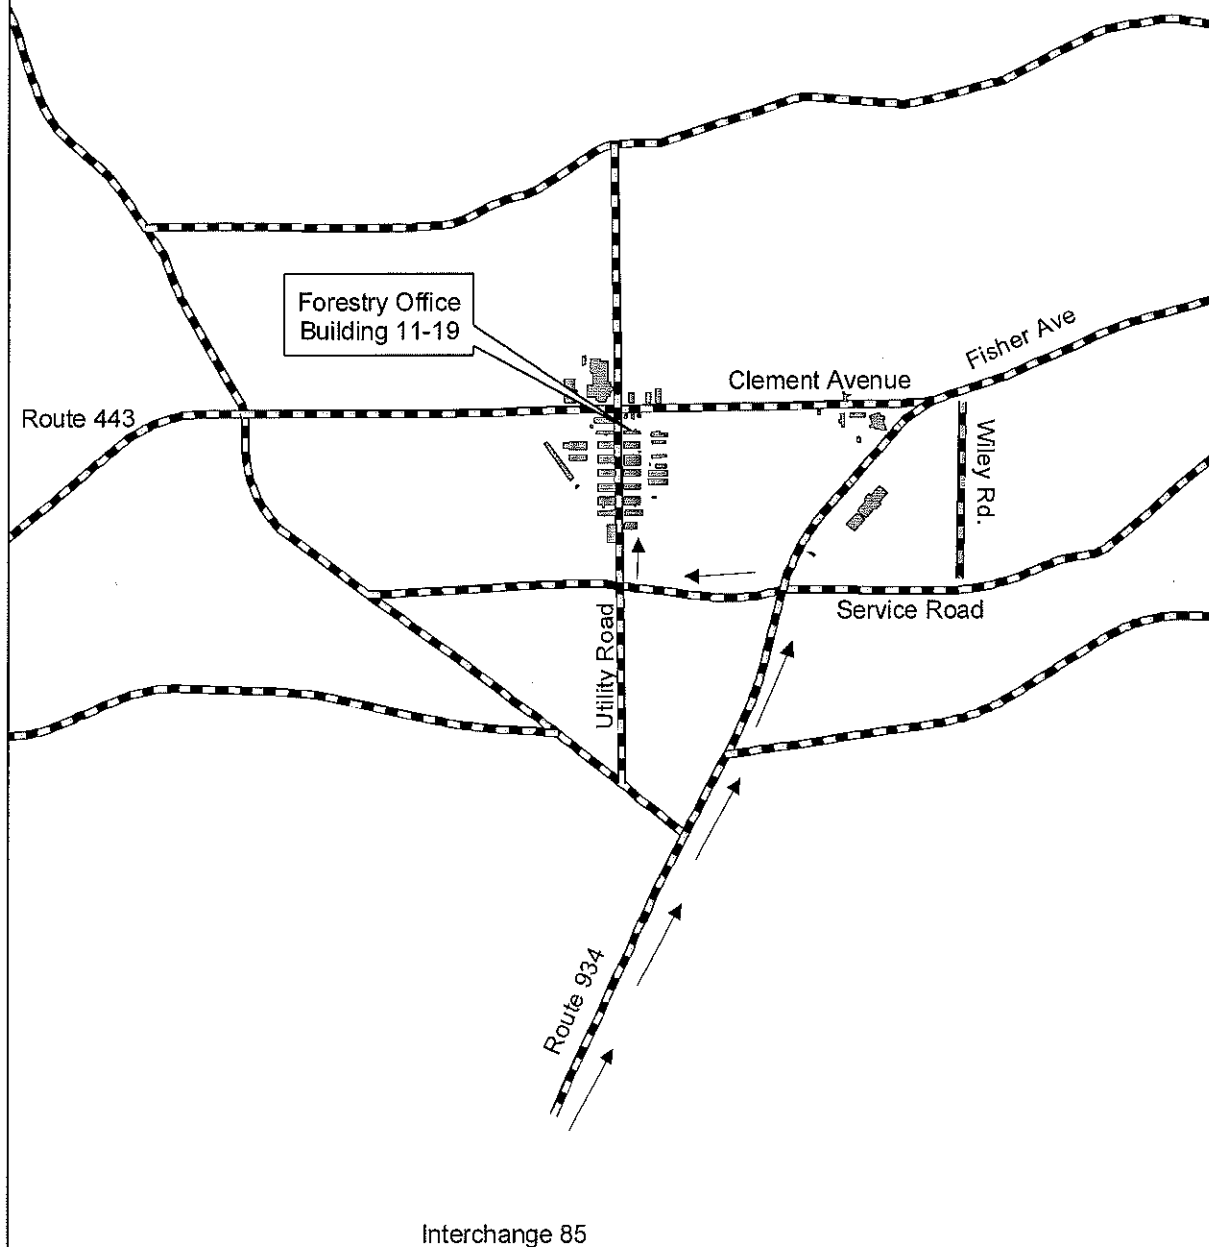 Forestry Office
Building 11-19
Fisher Ave
Clement Avenue
Route 443
Wiley Rd.
Service Road
Utility Road
Route 934
Interchange 85